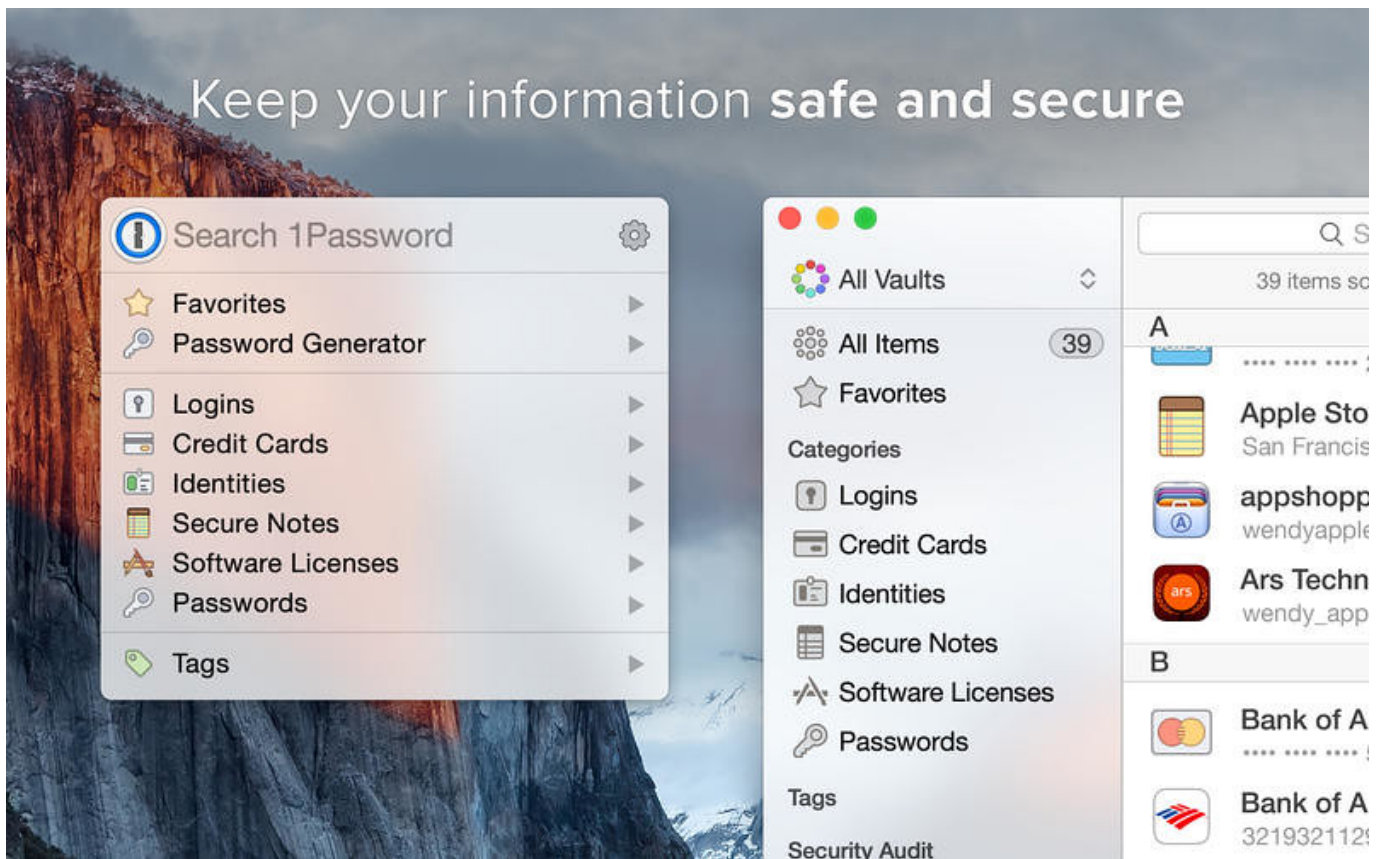 Keep your information safe and secure
Search 1Password
Favorites
Password Generator
Logins
Credit Cards
Identities
Secure Notes
Software Licenses
Passwords
Tags
All Vaults
All Items 39
Favorites
Categories
Logins
Credit Cards
Identities
Secure Notes
Software Licenses
Passwords
Tags
Security Audit
S
39 items so
A
•••• •••• ••••
Apple Sto
San Francis
appshopp
wendyapple
ars
Ars Techn
wendy_app
B
Bank of A
•••• •••• ••••
Bank of A
3219321129